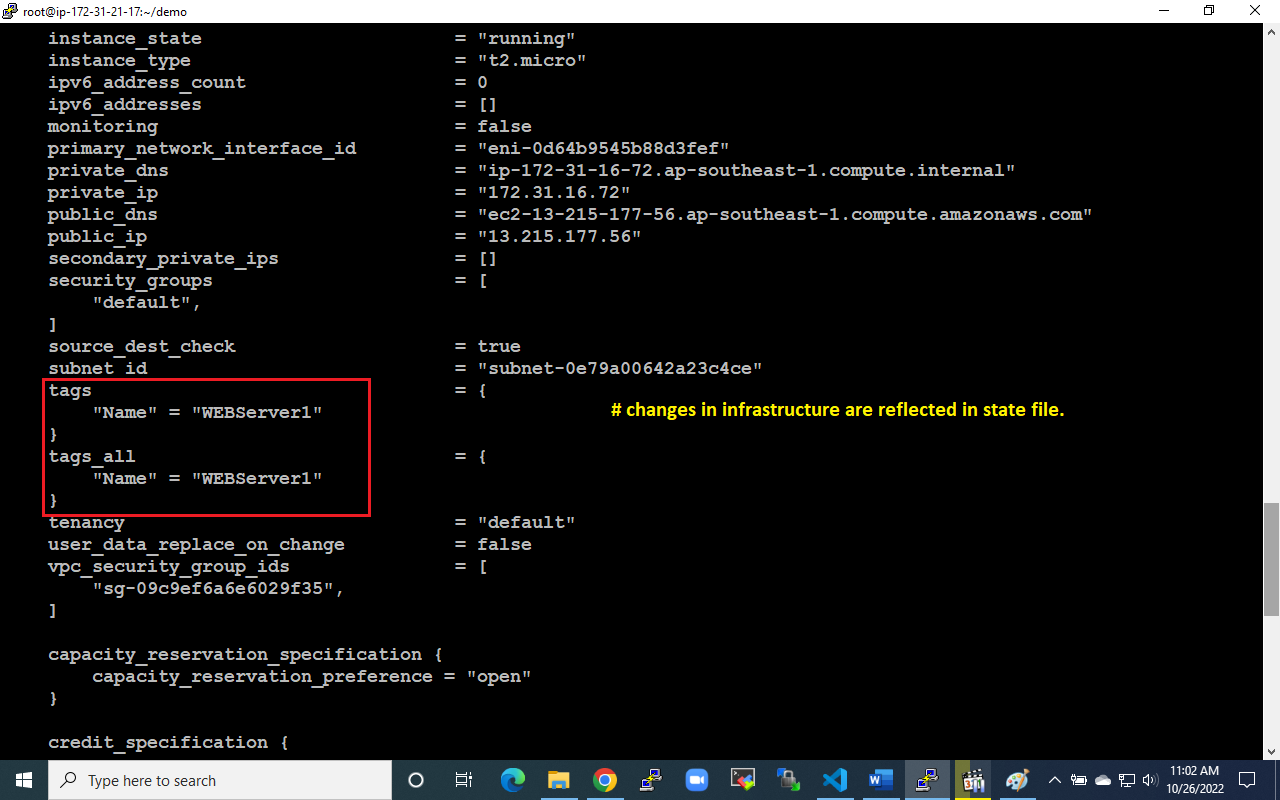 root@ip-172-31-21-17:~/demo
instance_state = "running"
instance_type = "t2.micro"
ipv6_address_count = 0
ipv6_addresses = []
monitoring = false
primary_network_interface_id = "eni-0d64b9545b88d3fef"
private_dns = "ip-172-31-16-72.ap-southeast-1.compute.internal"
private_ip = "172.31.16.72"
public_dns = "ec2-13-215-177-56.ap-southeast-1.compute.amazonaws.com"
public_ip = "13.215.177.56"
secondary_private_ips = []
security_groups = [
"default",
]
source_dest_check = true
subnet_id = "subnet-0e79a00642a23c4ce"
tags = {
"Name" = "WEBServer1"
# changes in infrastructure are reflected in state file.
}
tags_all = {
"Name" = "WEBServer1"
}
tenancy = "default"
user_data_replace_on_change = false
vpc_security_group_ids = [
"sg-09c9ef6a6e6029f35",
]
capacity_reservation_specification {
capacity_reservation_preference = "open"
}
credit_specification {
Type here to search
11:02 AM
10/26/2022